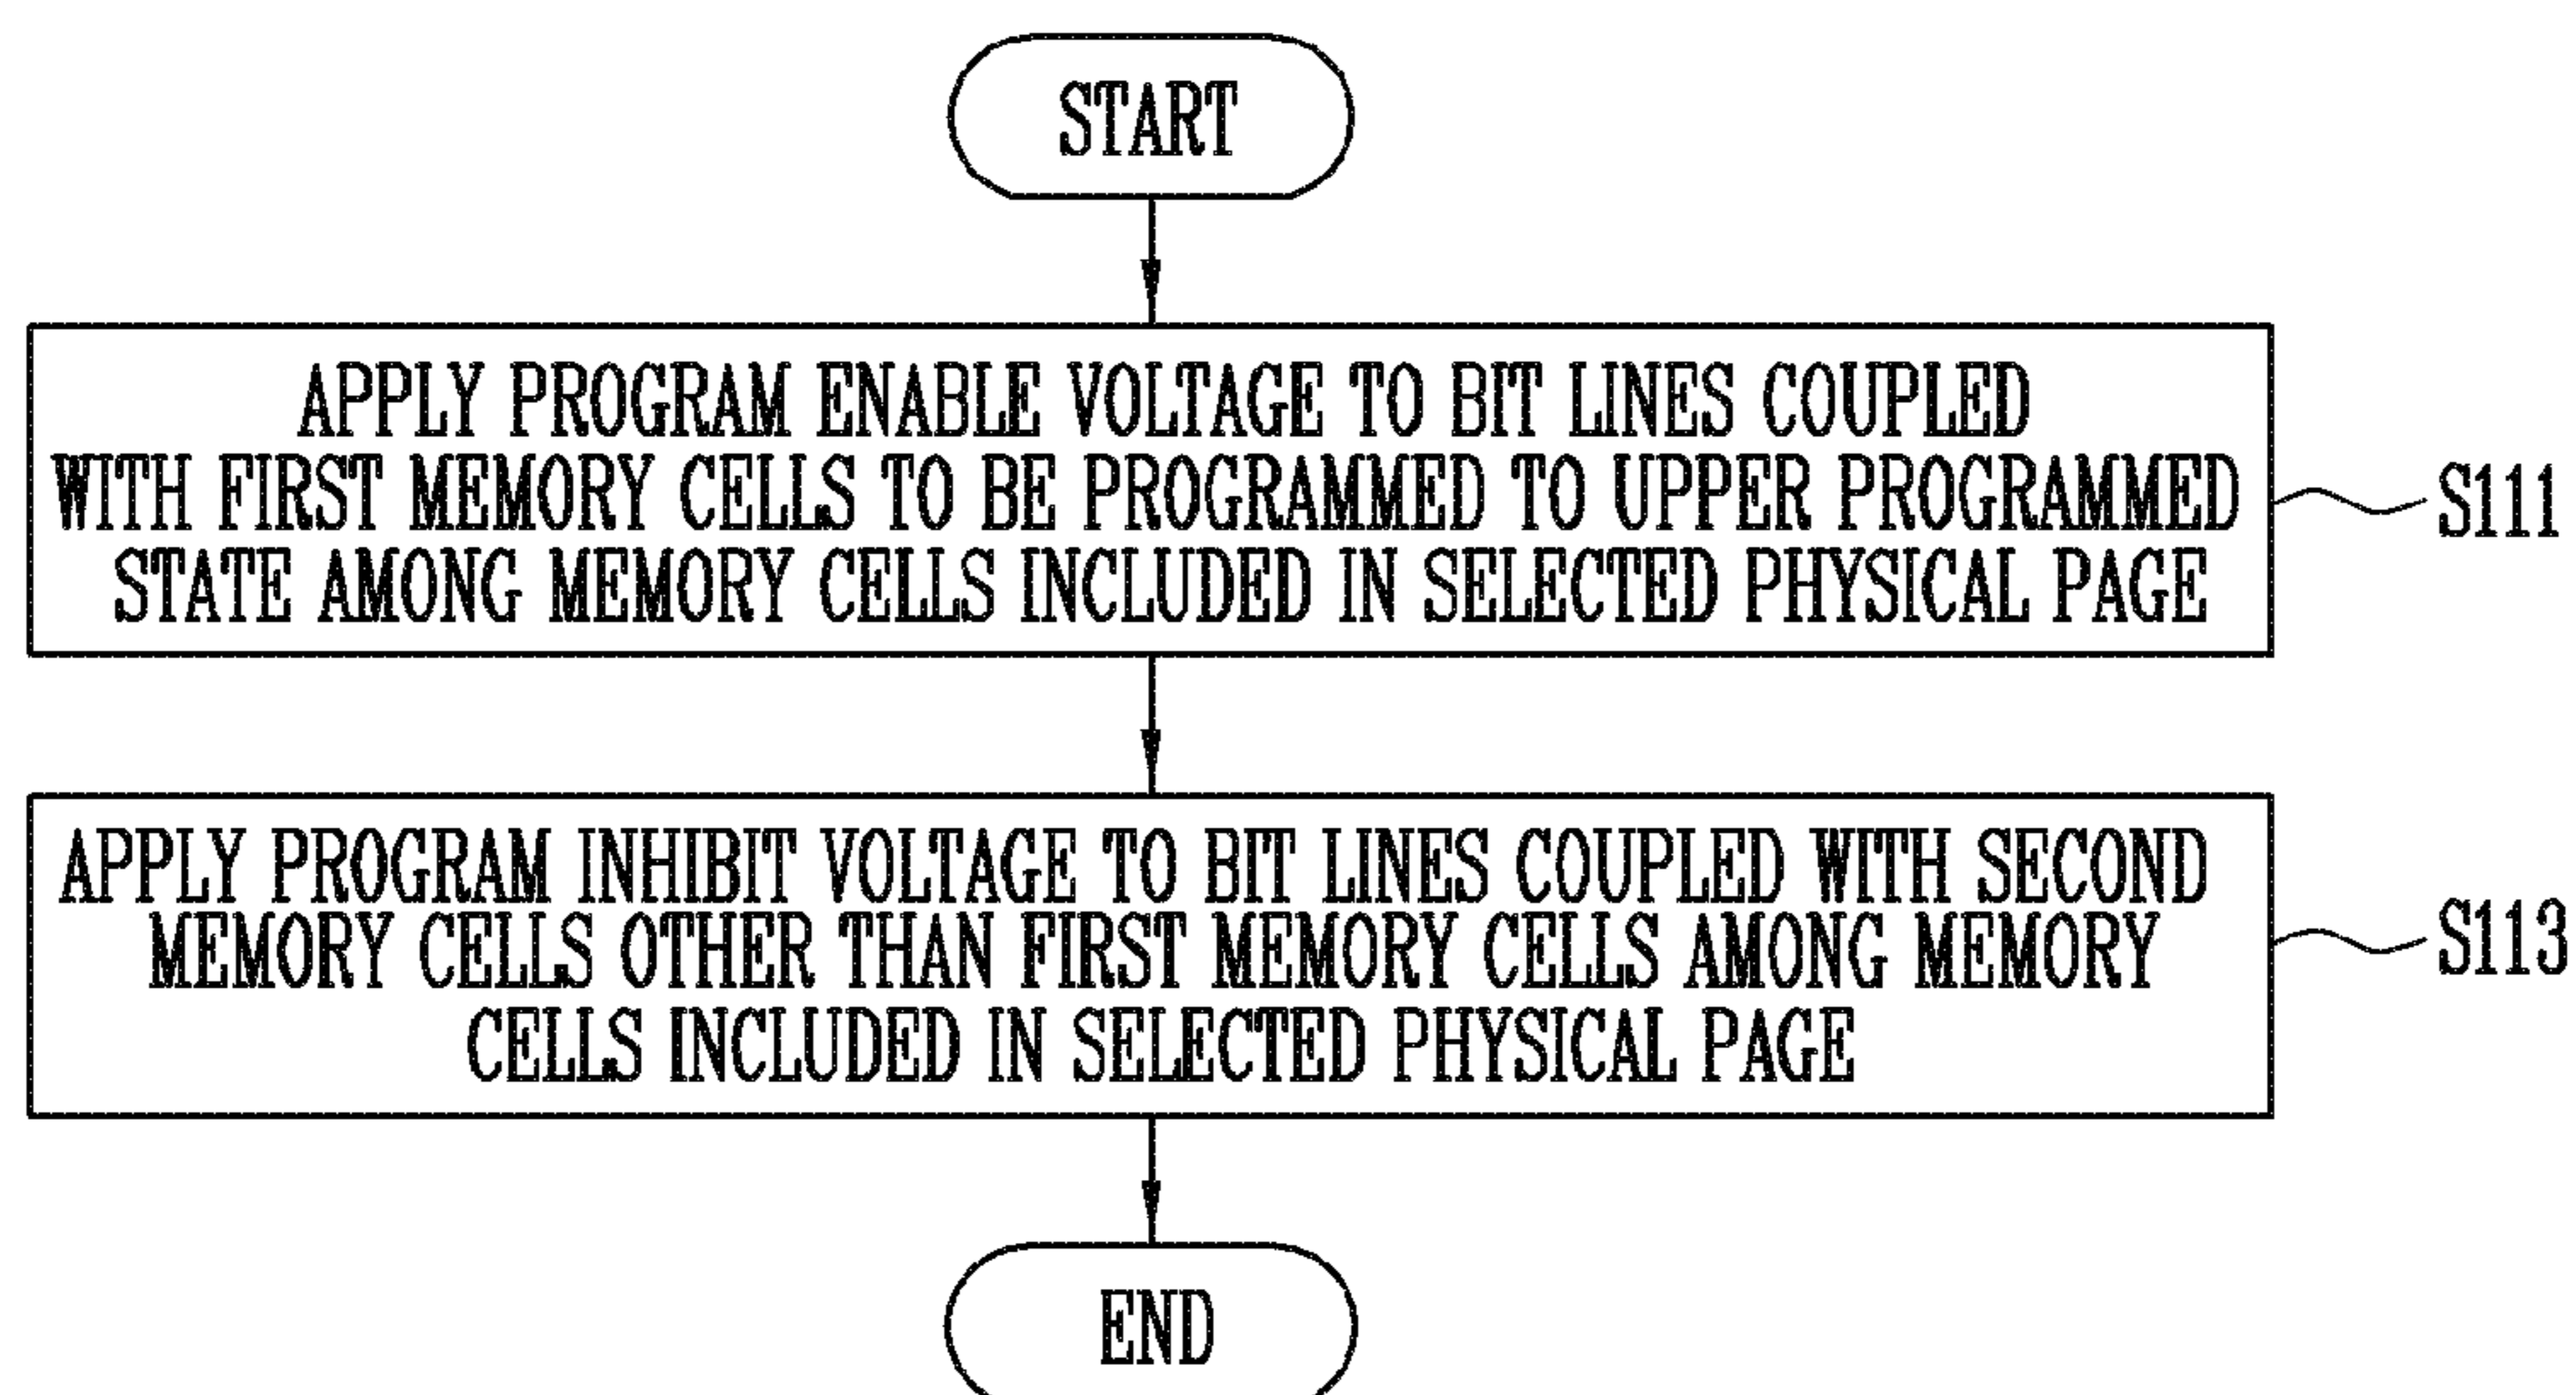 START
APPLY PROGRAM ENABLE VOLTAGE TO BIT LINES COUPLED
WITH FIRST MEMORY CELLS TO BE PROGRAMMED TO UPPER PROGRAMMED
STATE AMONG MEMORY CELLS INCLUDED IN SELECTED PHYSICAL PAGE
S111
APPLY PROGRAM INHIBIT VOLTAGE TO BIT LINES COUPLED WITH SECOND
MEMORY CELLS OTHER THAN FIRST MEMORY CELLS AMONG MEMORY
CELLS INCLUDED IN SELECTED PHYSICAL PAGE
S113
END